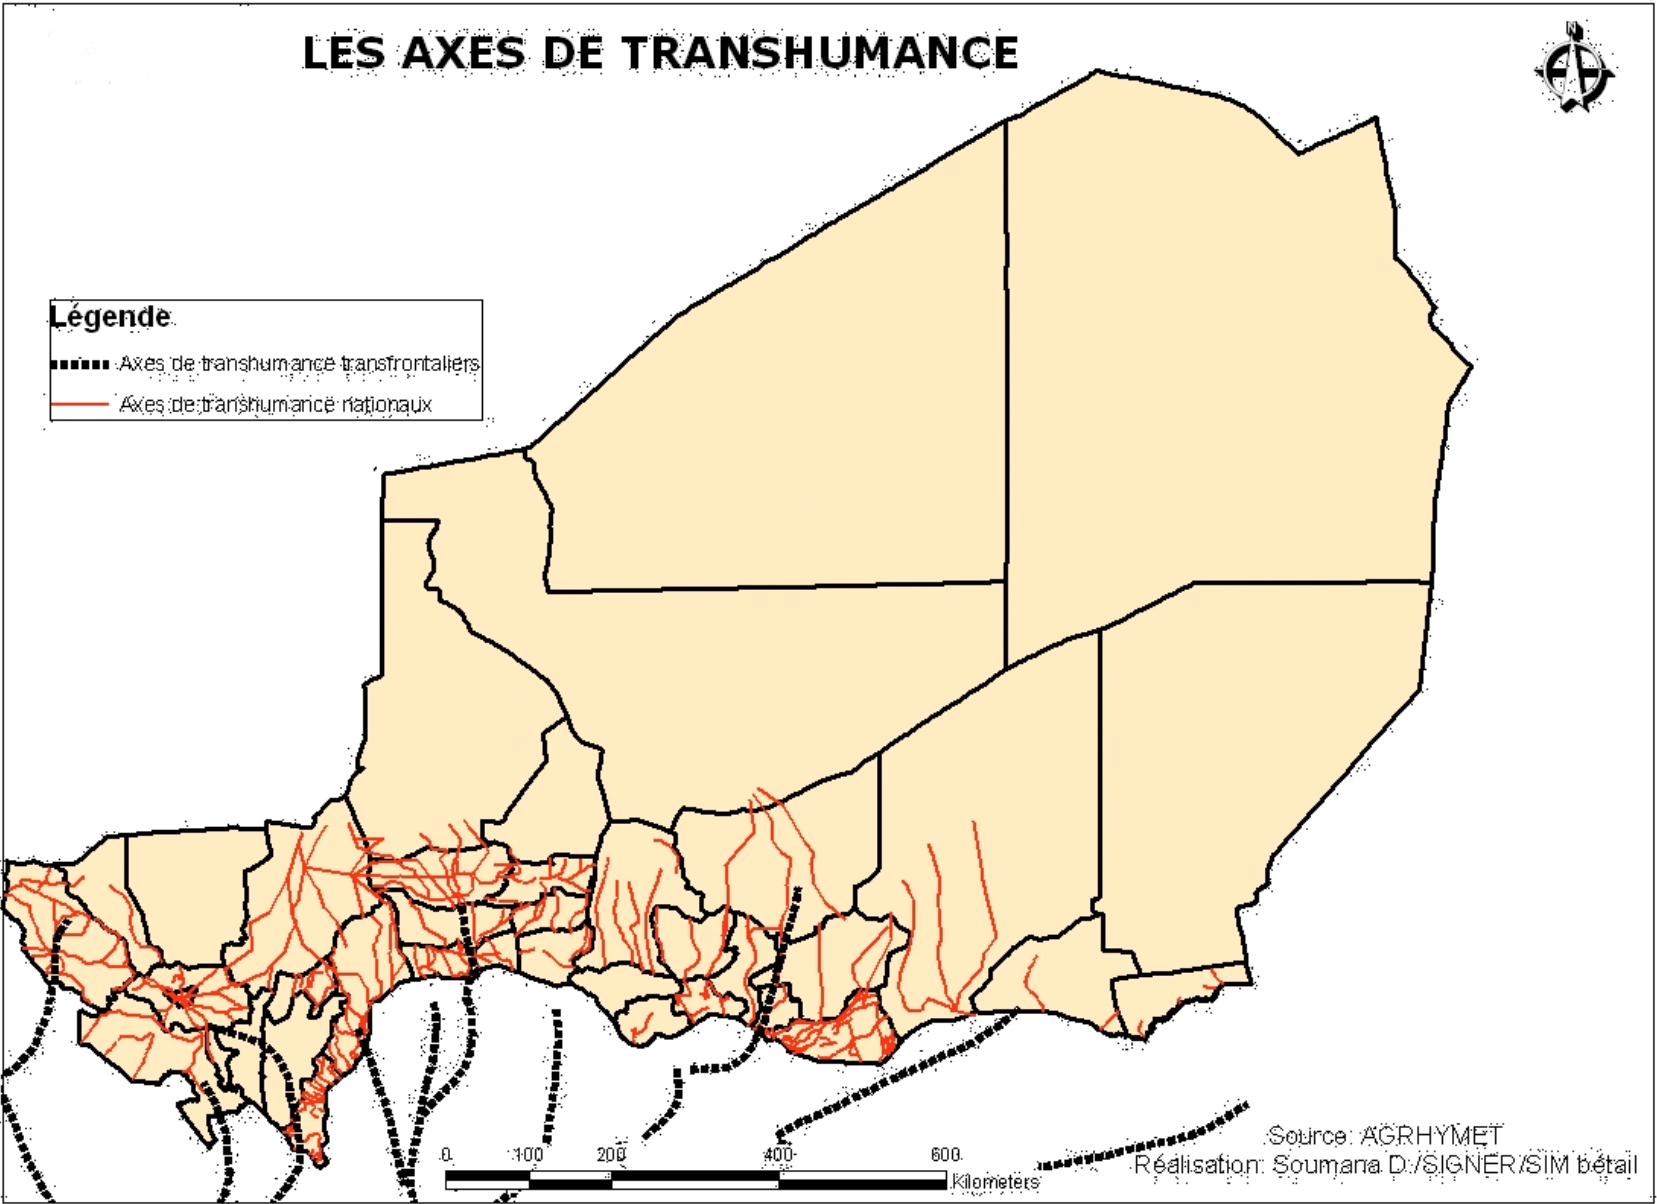 LES AXES DE TRANSHUMANCE
N
Légende
Axes de transhumance transfrontaliers
Axes de transhumance nationaux
0 100 200 400 600
Kilometers
Source: AGRHYMET
Réalisation: Soumana D./SIGNER/SIM bétail